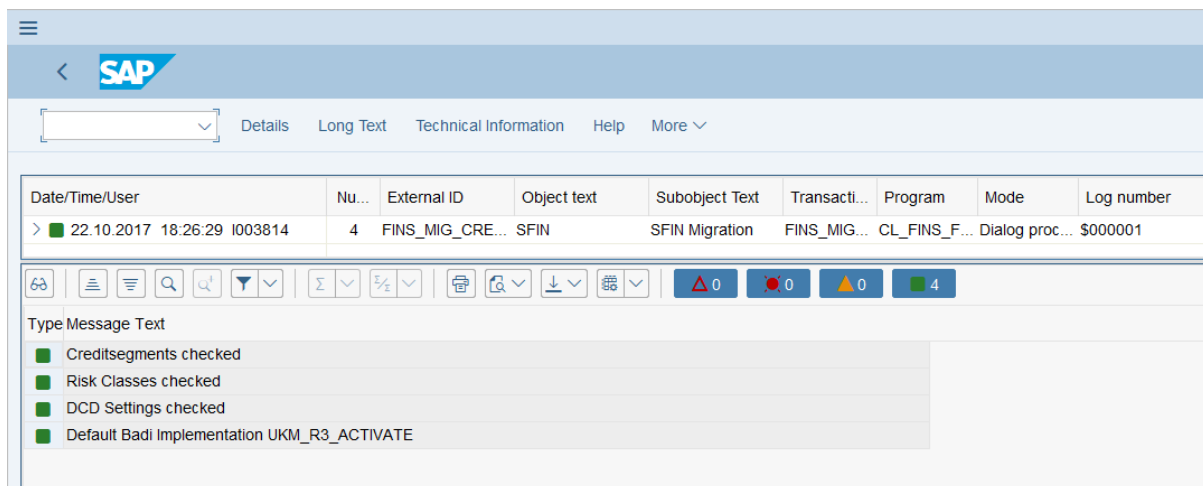 SAP
Details Long Text Technical Information Help More
Date/Time/User Nu... External ID Object text Subobject Text Transacti... Program Mode Log number
22.10.2017 18:26:29 I003814 4 FINS_MIG_CRE... SFIN SFIN Migration FINS_MIG... CL_FINS_F... Dialog proc... $000001
0 0 0 4
Type Message Text
Creditsegments checked
Risk Classes checked
DCD Settings checked
Default Badi Implementation UKM_R3_ACTIVATE